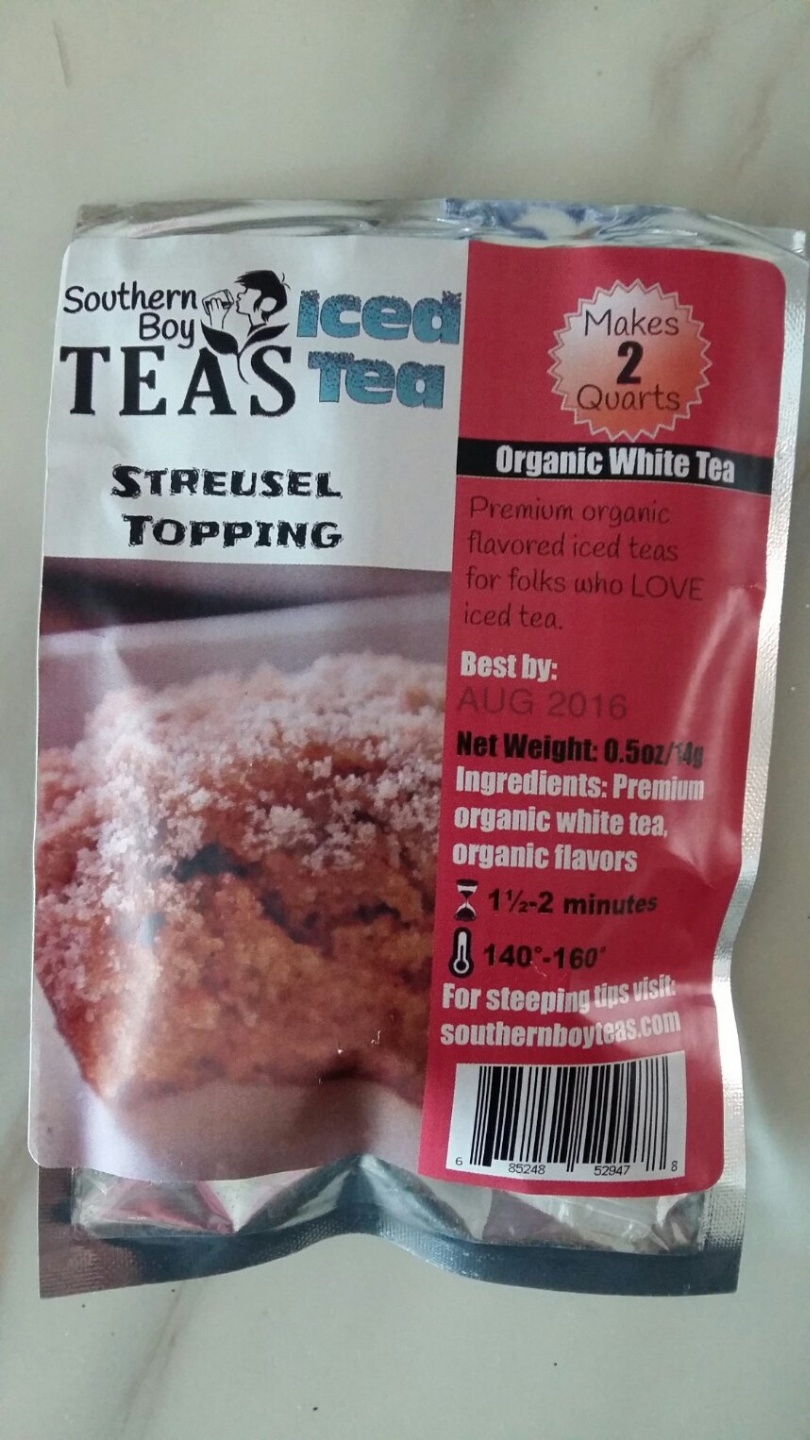 Southern
Boy
TEAS
Iced
Tea
STREUSEL
TOPPING
Makes
2
Quarts
Organic White Tea
Premium organic
flavored iced teas
for folks who LOVE
iced tea.
Best by:
AUG 2016
Net Weight: 0.5oz/14g
Ingredients: Premium
organic white tea,
organic flavors
1½-2 minutes
140°-160°
For steeping tips visit:
southernboyteas.com
6 85248 52947 8